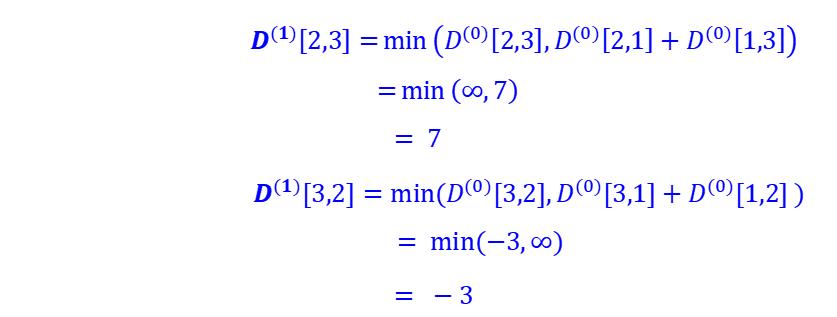 D⁽¹⁾[2,3] = min (D⁽⁰⁾[2,3], D⁽⁰⁾[2,1] + D⁽⁰⁾[1,3])
= min (∞, 7)
= 7
D⁽¹⁾[3,2] = min(D⁽⁰⁾[3,2], D⁽⁰⁾[3,1] + D⁽⁰⁾[1,2] )
= min(−3, ∞)
= − 3